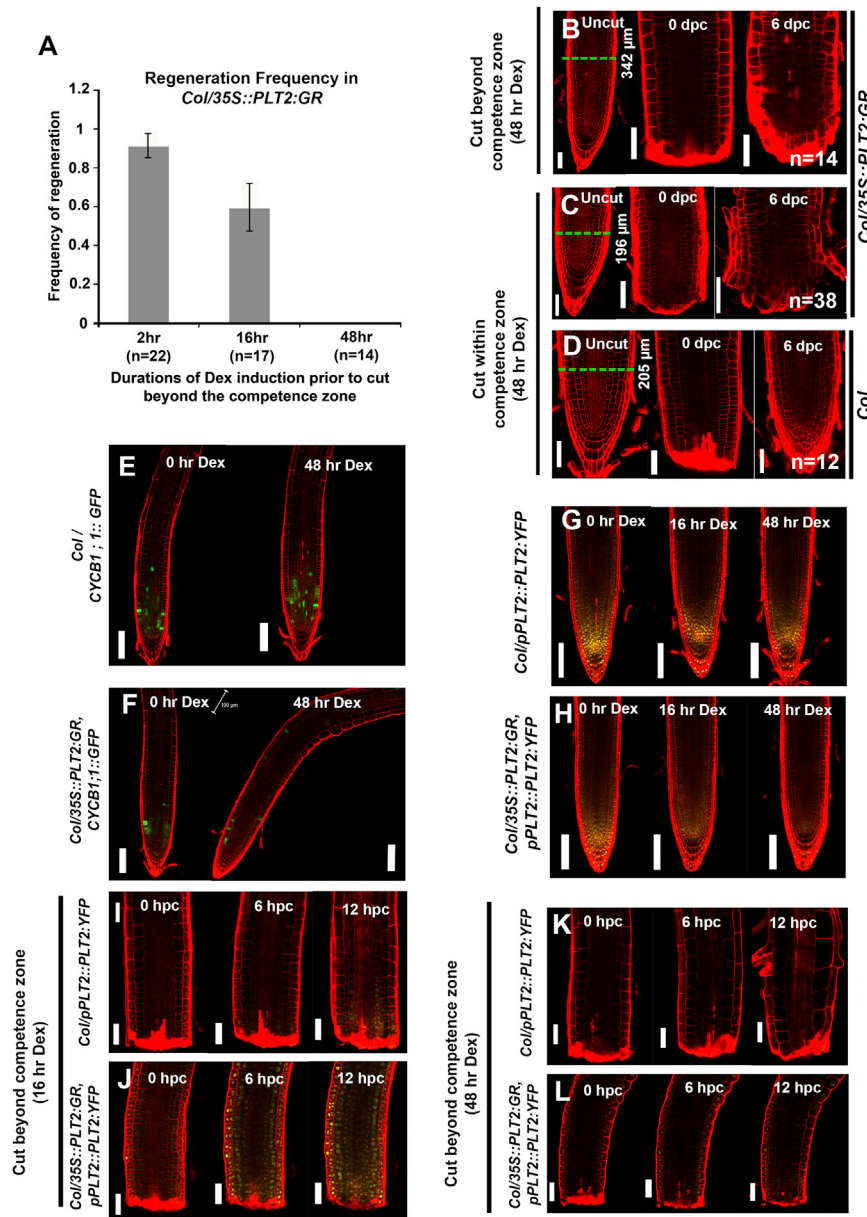 A
Regeneration Frequency in
Col/35S::PLT2:GR
Frequency of regeneration
1.2
1
0.8
0.6
0.4
0.2
0
2hr
16hr
48hr
(n=22)
(n=17)
(n=14)
Durations of Dex induction prior to cut
beyond the competence zone
Cut beyond
competence zone
(48 hr Dex)
B
Uncut
342 µm
0 dpc
6 dpc
n=14
Col/35S::PLT2:GR
Cut within
competence zone
(48 hr Dex)
C
Uncut
196 µm
0 dpc
6 dpc
n=38
D
Uncut
205 µm
0 dpc
6 dpc
n=12
Col
Col /
CYCB1 ; 1:: GFP
E
0 hr Dex
48 hr Dex
Col/35S::PLT2:GR,
CYCB1;1::GFP
F
0 hr Dex
100 µm
48 hr Dex
Col/pPLT2::PLT2:YFP
G
0 hr Dex
16 hr Dex
48 hr Dex
Col/35S::PLT2:GR,
pPLT2::PLT2:YFP
H
0 hr Dex
16 hr Dex
48 hr Dex
Cut beyond competence zone
(16 hr Dex)
Col/pPLT2::PLT2:YFP
I
0 hpc
6 hpc
12 hpc
Col/35S::PLT2:GR,
pPLT2::PLT2:YFP
J
0 hpc
6 hpc
12 hpc
Cut beyond competence zone
(48 hr Dex)
Col/pPLT2::PLT2:YFP
K
0 hpc
6 hpc
12 hpc
Col/35S::PLT2:GR,
pPLT2::PLT2:YFP
L
0 hpc
6 hpc
12 hpc